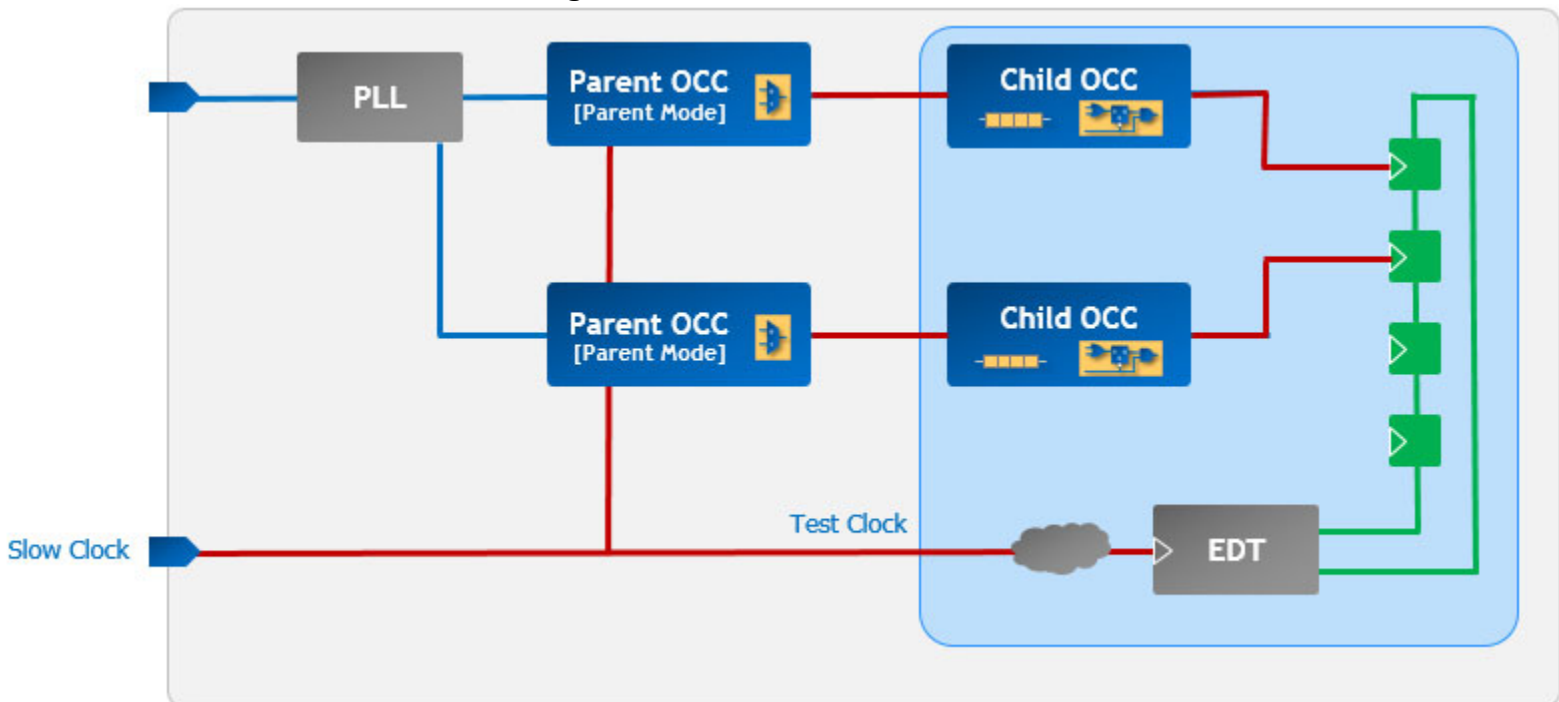 PLL
Parent OCC
[Parent Mode]
Child OCC
Parent OCC
[Parent Mode]
Child OCC
Test Clock
Slow Clock
EDT